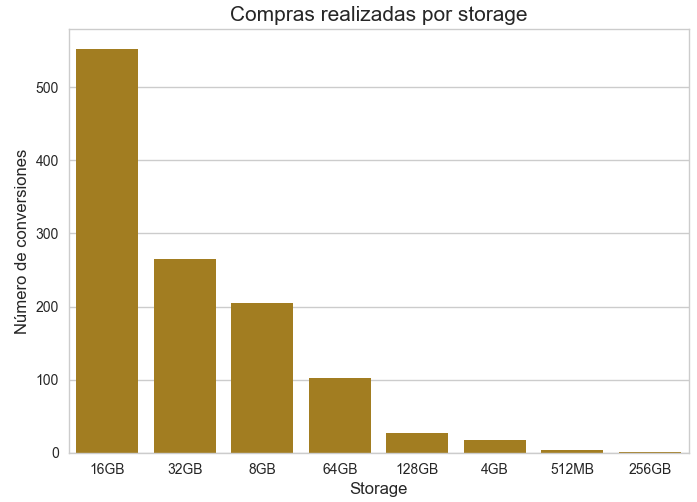 Compras realizadas por storage
Número de conversiones
500
400
300
200
100
0
16GB 32GB 8GB 64GB 128GB 4GB 512MB 256GB
Storage